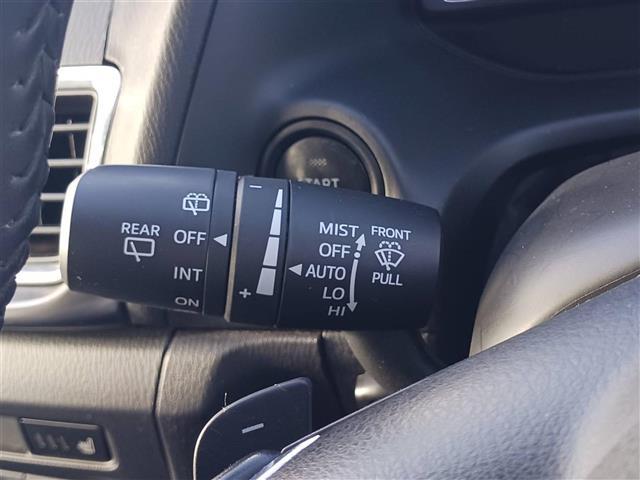 REAR
OFF
INT
ON
−
+
MIST
OFF
AUTO
LO
HI
FRONT
PULL
START
−